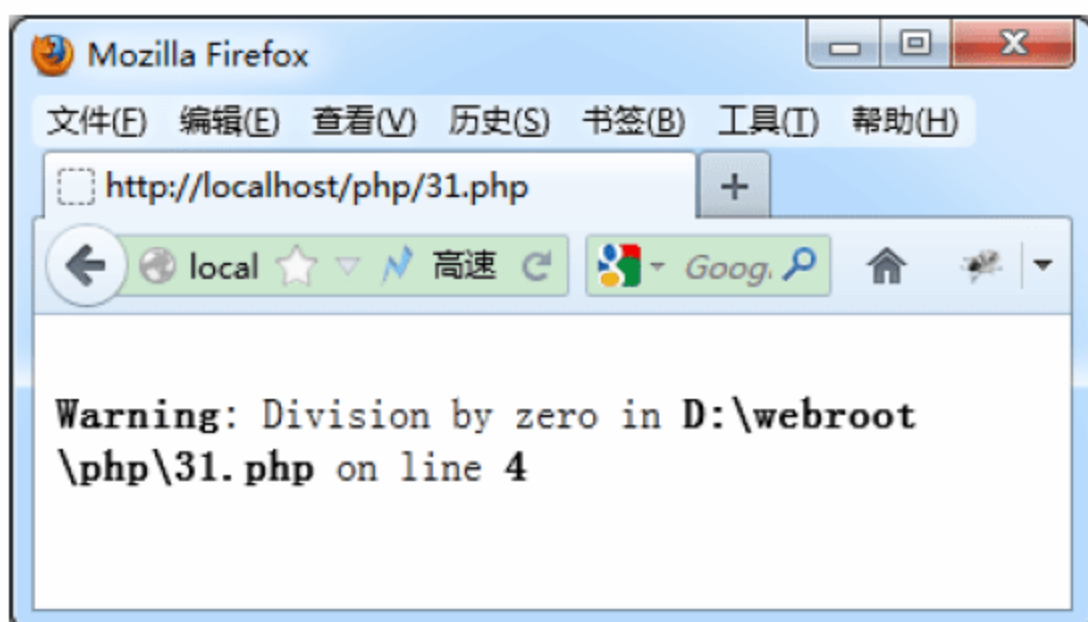 Mozilla Firefox
文件(F) 编辑(E) 查看(V) 历史(S) 书签(B) 工具(T) 帮助(H)
http://localhost/php/31.php
local 高速 Goog.
Warning: Division by zero in D:\webroot
\php\31.php on line 4